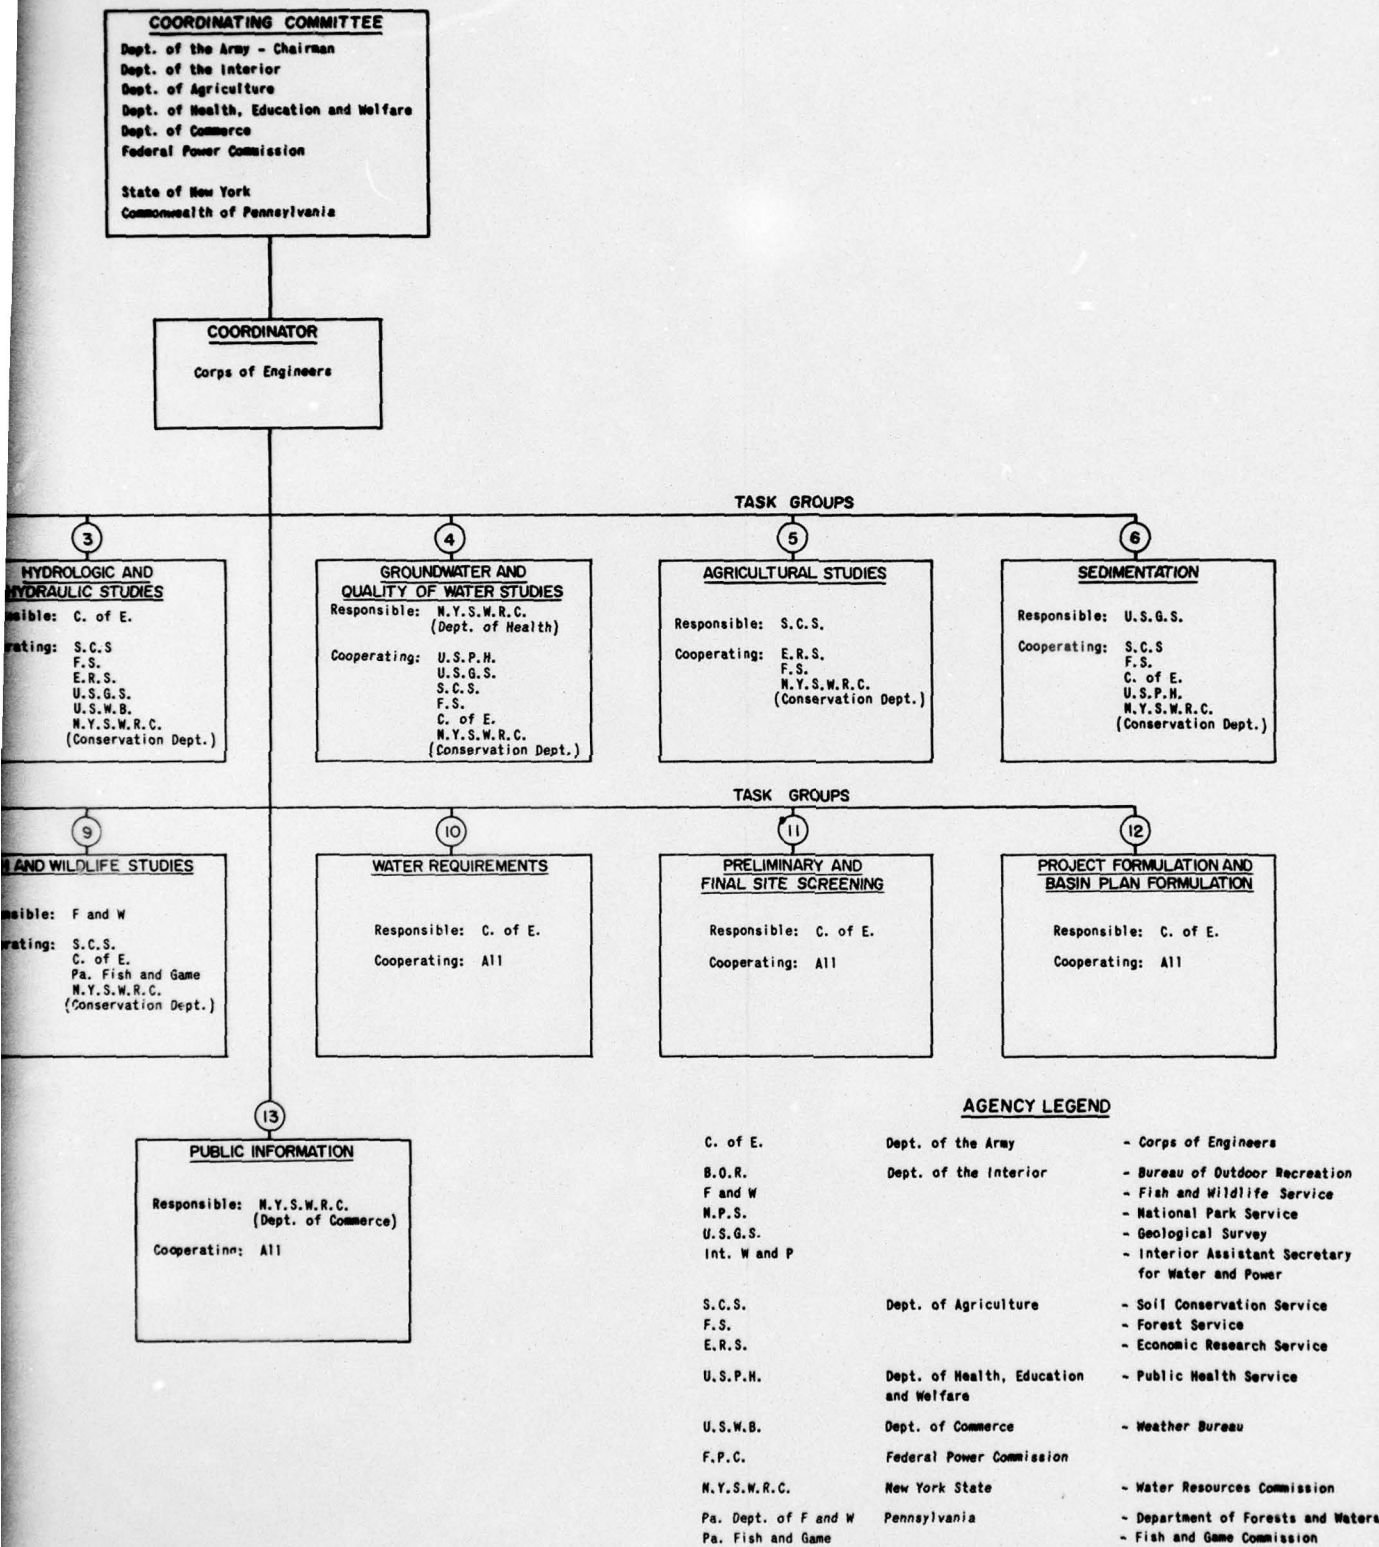 COORDINATING COMMITTEE
Dept. of the Army - Chairman
Dept. of the Interior
Dept. of Agriculture
Dept. of Health, Education and Welfare
Dept. of Commerce
Federal Power Commission
State of New York
Commonwealth of Pennsylvania
COORDINATOR
Corps of Engineers
TASK GROUPS
3
HYDROLOGIC AND
HYDRAULIC STUDIES
nsible: C. of E.
rating: S.C.S
F.S.
E.R.S.
U.S.G.S.
U.S.W.B.
N.Y.S.W.R.C.
(Conservation Dept.)
4
GROUNDWATER AND
QUALITY OF WATER STUDIES
Responsible: N.Y.S.W.R.C.
(Dept. of Health)
Cooperating: U.S.P.H.
U.S.G.S.
S.C.S.
F.S.
C. of E.
N.Y.S.W.R.C.
(Conservation Dept.)
5
AGRICULTURAL STUDIES
Responsible: S.C.S.
Cooperating: E.R.S.
F.S.
N.Y.S.W.R.C.
(Conservation Dept.)
6
SEDIMENTATION
Responsible: U.S.G.S.
Cooperating: S.C.S
F.S.
C. of E.
U.S.P.H.
N.Y.S.W.R.C.
(Conservation Dept.)
TASK GROUPS
9
AND WILDLIFE STUDIES
nsible: F and W
rating: S.C.S.
C. of E.
Pa. Fish and Game
N.Y.S.W.R.C.
(Conservation Dept.)
10
WATER REQUIREMENTS
Responsible: C. of E.
Cooperating: All
11
PRELIMINARY AND
FINAL SITE SCREENING
Responsible: C. of E.
Cooperating: All
12
PROJECT FORMULATION AND
BASIN PLAN FORMULATION
Responsible: C. of E.
Cooperating: All
13
PUBLIC INFORMATION
Responsible: N.Y.S.W.R.C.
(Dept. of Commerce)
Cooperating: All
AGENCY LEGEND
C. of E. Dept. of the Army - Corps of Engineers
B.O.R. Dept. of the Interior - Bureau of Outdoor Recreation
F and W - Fish and Wildlife Service
N.P.S. - National Park Service
U.S.G.S. - Geological Survey
Int. W and P - Interior Assistant Secretary
for Water and Power
S.C.S. Dept. of Agriculture - Soil Conservation Service
F.S. - Forest Service
E.R.S. - Economic Research Service
U.S.P.H. Dept. of Health, Education - Public Health Service
and Welfare
U.S.W.B. Dept. of Commerce - Weather Bureau
F.P.C. Federal Power Commission
N.Y.S.W.R.C. New York State - Water Resources Commission
Pa. Dept. of F and W Pennsylvania - Department of Forests and Waters
Pa. Fish and Game - Fish and Game Commission